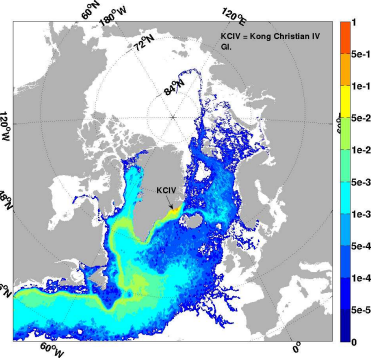 60°N
180°W
120°E
KCIV = Kong Christian IV
Gl.
72°N
84°N
120°W
KCIV
48°N
60°W
0°
1
5e-1
1e-1
5e-2
1e-2
5e-3
1e-3
5e-4
1e-4
5e-5
0